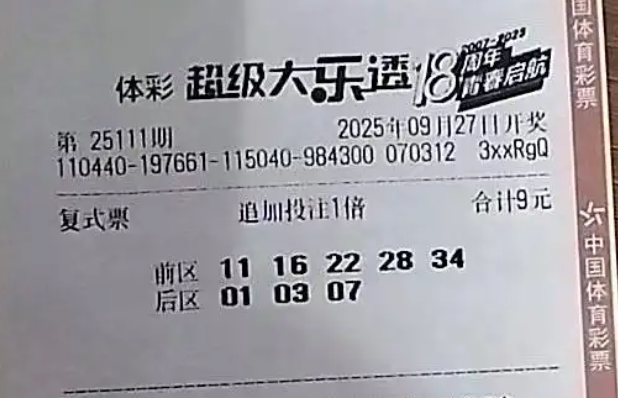 体彩 超级大乐透 18 2007-2025 周年 青春启航
第 25111期 2025年09月27日开奖
110440-197661-115040-984300 070312 3xxRgQ
复式票 追加投注1倍 合计9元
前区 11 16 22 28 34
后区 01 03 07
国体育彩票
中国体育彩票